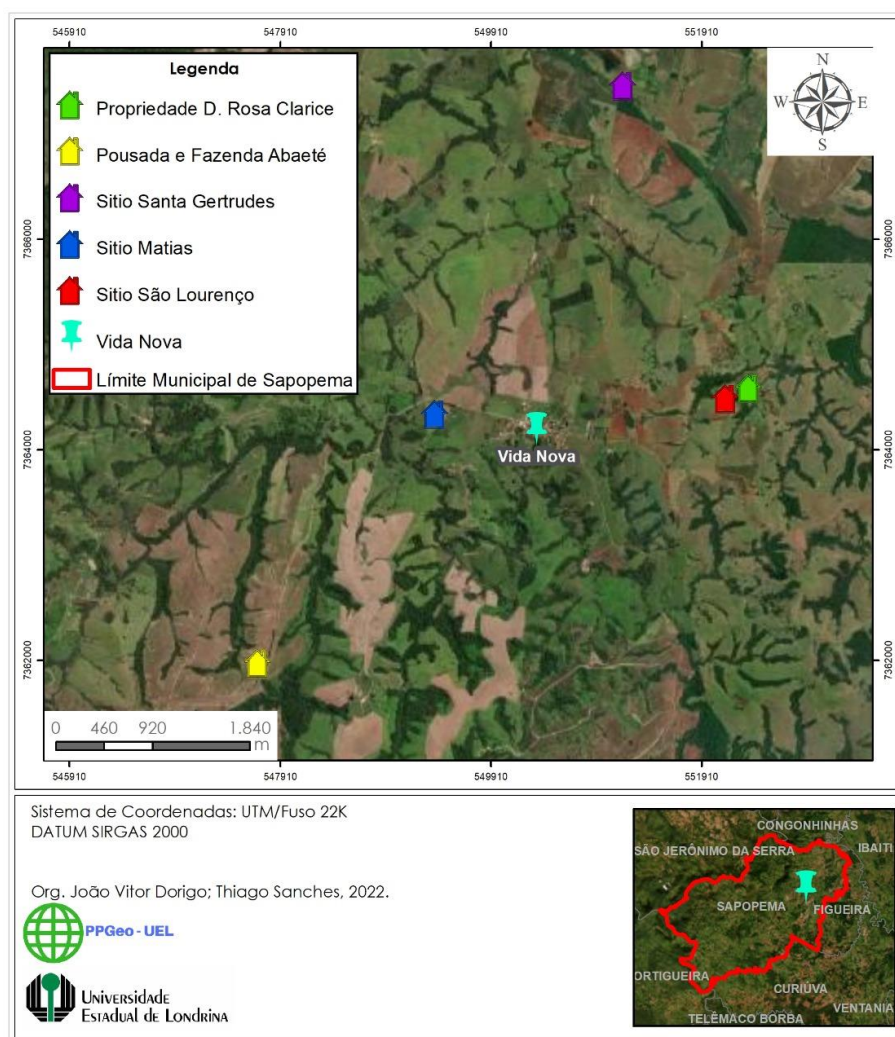 545910 547910 549910 551910
Legenda
Propriedade D. Rosa Clarice
Pousada e Fazenda Abaeté
Sitio Santa Gertrudes
Sitio Matias
Sitio São Lourenço
Vida Nova
Límite Municipal de Sapopema
N
W E
S
7366000 7366000
7364000 7364000
7362000 7362000
Vida Nova
0 460 920 1.840
m
545910 547910 549910 551910
Sistema de Coordenadas: UTM/Fuso 22K
DATUM SIRGAS 2000
Org. João Vitor Dorigo; Thiago Sanches, 2022.
PPGeo - UEL
UNIVERSIDADE
ESTADUAL DE LONDRINA
CONGONHINHAS
SÃO JERÔNIMO DA SERRA
IBAITI
SAPOPEMA
FIGUEIRA
ORTIGUEIRA
CURIÚVA
VENTANIA
TELÊMACO BORBA